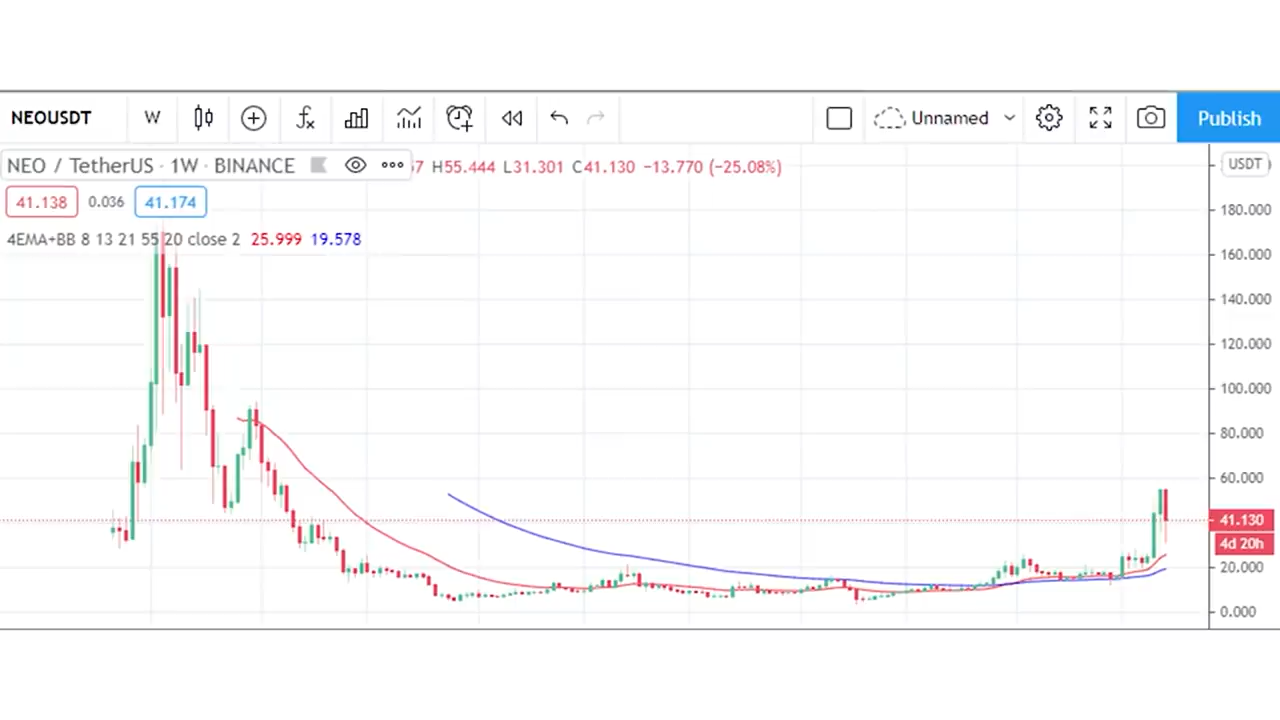 NEOUSDT W Unnamed Publish
NEO / TetherUS · 1W · BINANCE 7 H55.444 L31.301 C41.130 −13.770 (−25.08%) USDT
41.138 0.036 41.174
4EMA+BB 8 13 21 55 20 close 2 25.999 19.578
180.000
160.000
140.000
120.000
100.000
80.000
60.000
41.130
4d 20h
20.000
0.000